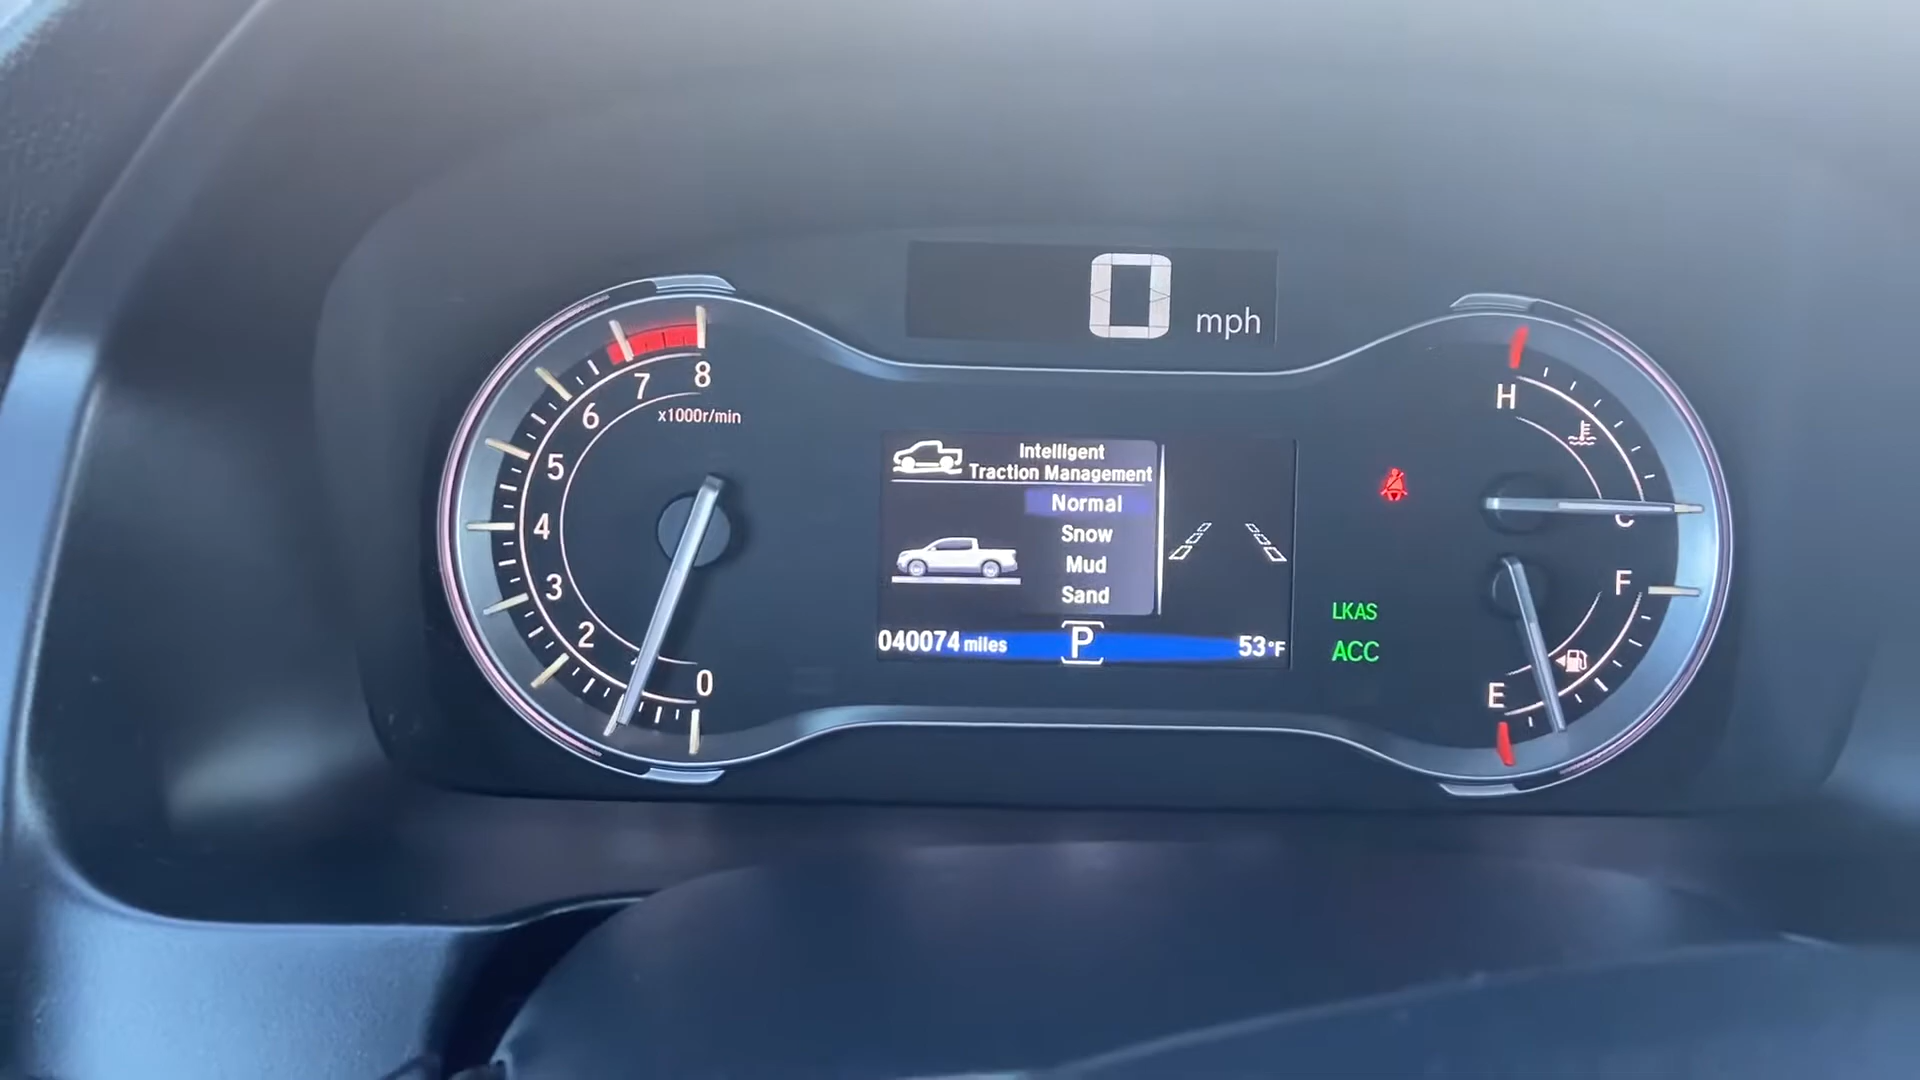 0 mph
8
7
6
x1000r/min
5
4
3
2
0
Intelligent
Traction Management
Normal
Snow
Mud
Sand
040074 miles P 53°F
LKAS
ACC
H
C
F
E